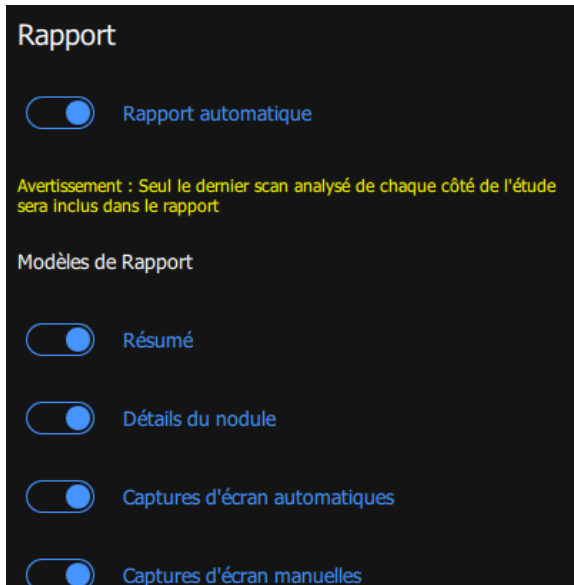 Rapport
Rapport automatique
Avertissement : Seul le dernier scan analysé de chaque côté de l'étude
sera inclus dans le rapport
Modèles de Rapport
Résumé
Détails du nodule
Captures d'écran automatiques
Captures d'écran manuelles